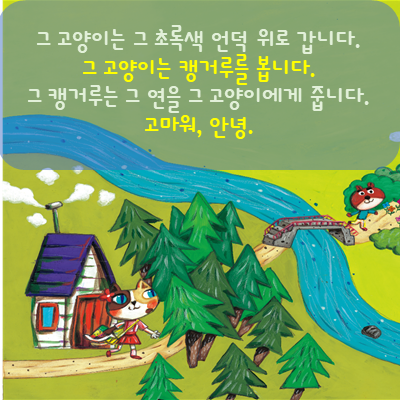 그 고양이는 그 초록색 언덕 위로 갑니다.
그 고양이는 캥거루를 봅니다.
그 캥거루는 그 연을 그 고양이에게 줍니다.
고마워, 안녕.